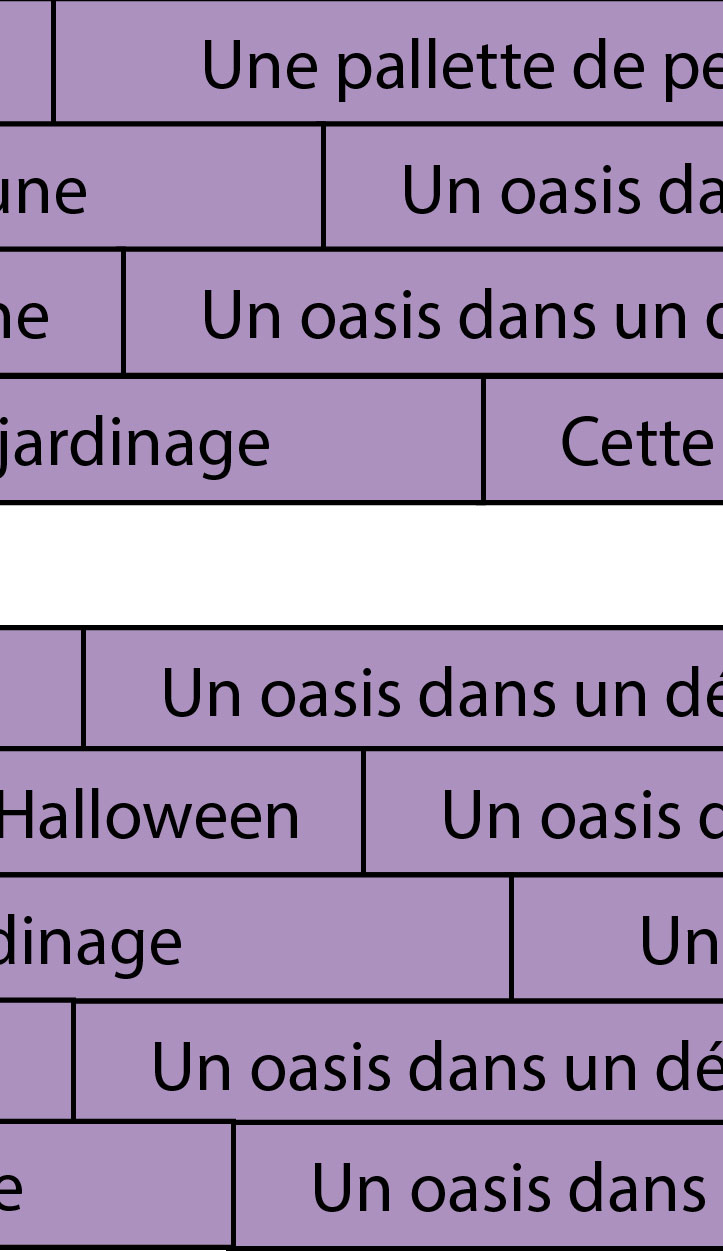 Une pallette de pe
une Un oasis da
ne Un oasis dans un
jardinage Cette
Un oasis dans un dé
Halloween Un oasis d
dinage Un
Un oasis dans un dé
e Un oasis dans